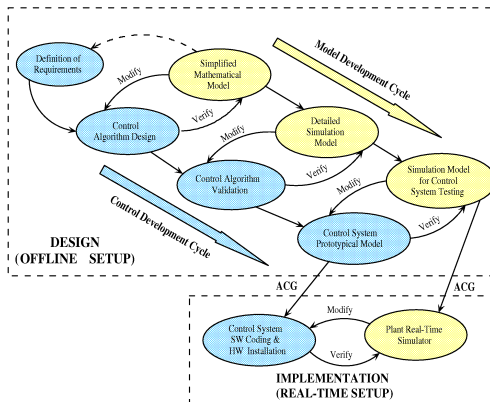 Definition of
Requirements
Modify
Simplified
Mathematical
Model
Model Development Cycle
Control
Algorithm Design
Verify
Modify
Detailed
Simulation
Model
Control Algorithm
Validation
Verify
Modify
Simulation Model
for Control
System Testing
Control Development Cycle
Control System
Prototypical Model
Verify
DESIGN
(OFFLINE SETUP)
ACG
ACG
Control System
SW Coding &
HW Installation
Modify
Verify
Plant Real-Time
Simulator
IMPLEMENTATION
(REAL-TIME SETUP)